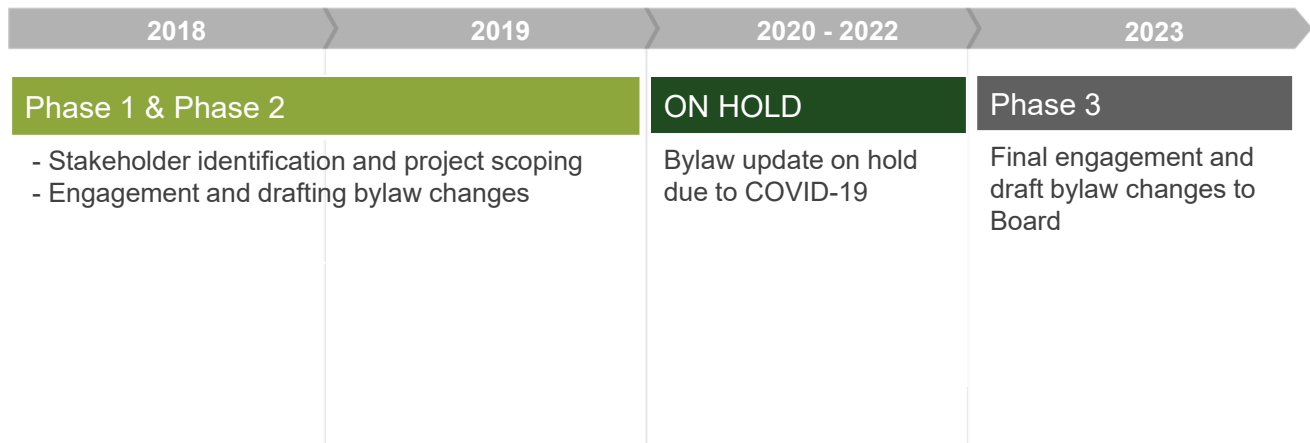 2018
2019
2020 - 2022
2023
Phase 1 & Phase 2
- Stakeholder identification and project scoping
- Engagement and drafting bylaw changes
ON HOLD
Bylaw update on hold
due to COVID-19
Phase 3
Final engagement and
draft bylaw changes to
Board